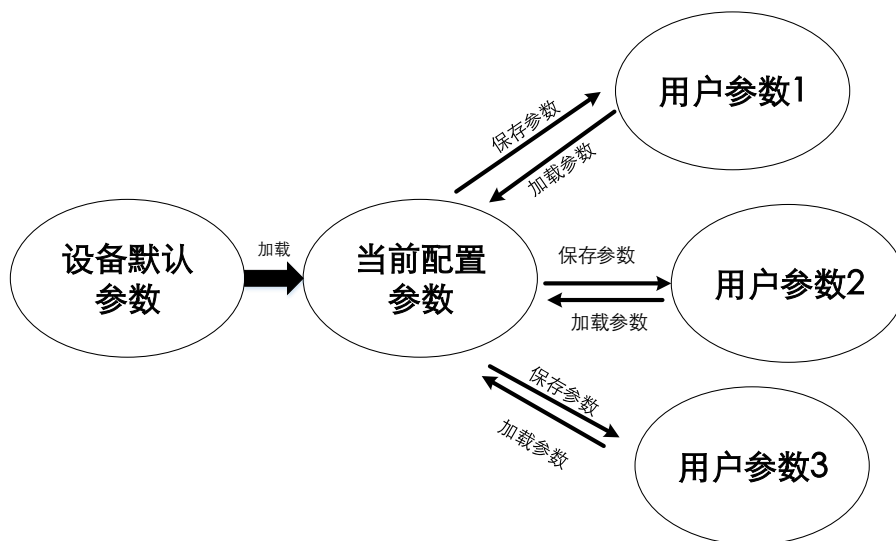 设备默认
参数
加载
当前配置
参数
保存参数
加载参数
用户参数1
保存参数
加载参数
用户参数2
保存参数
加载参数
用户参数3